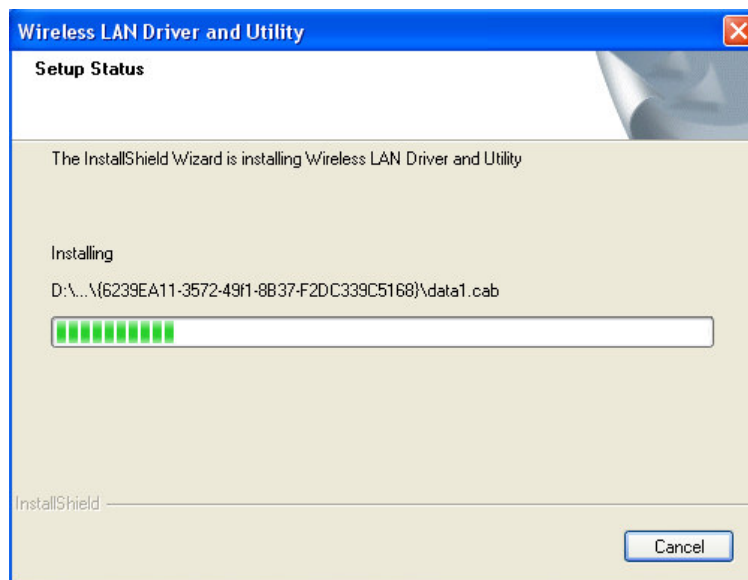 Wireless LAN Driver and Utility
Setup Status
The InstallShield Wizard is installing Wireless LAN Driver and Utility
Installing
D:\...\{6239EA11-3572-49f1-8B37-F2DC339C5168}\data1.cab
InstallShield
Cancel